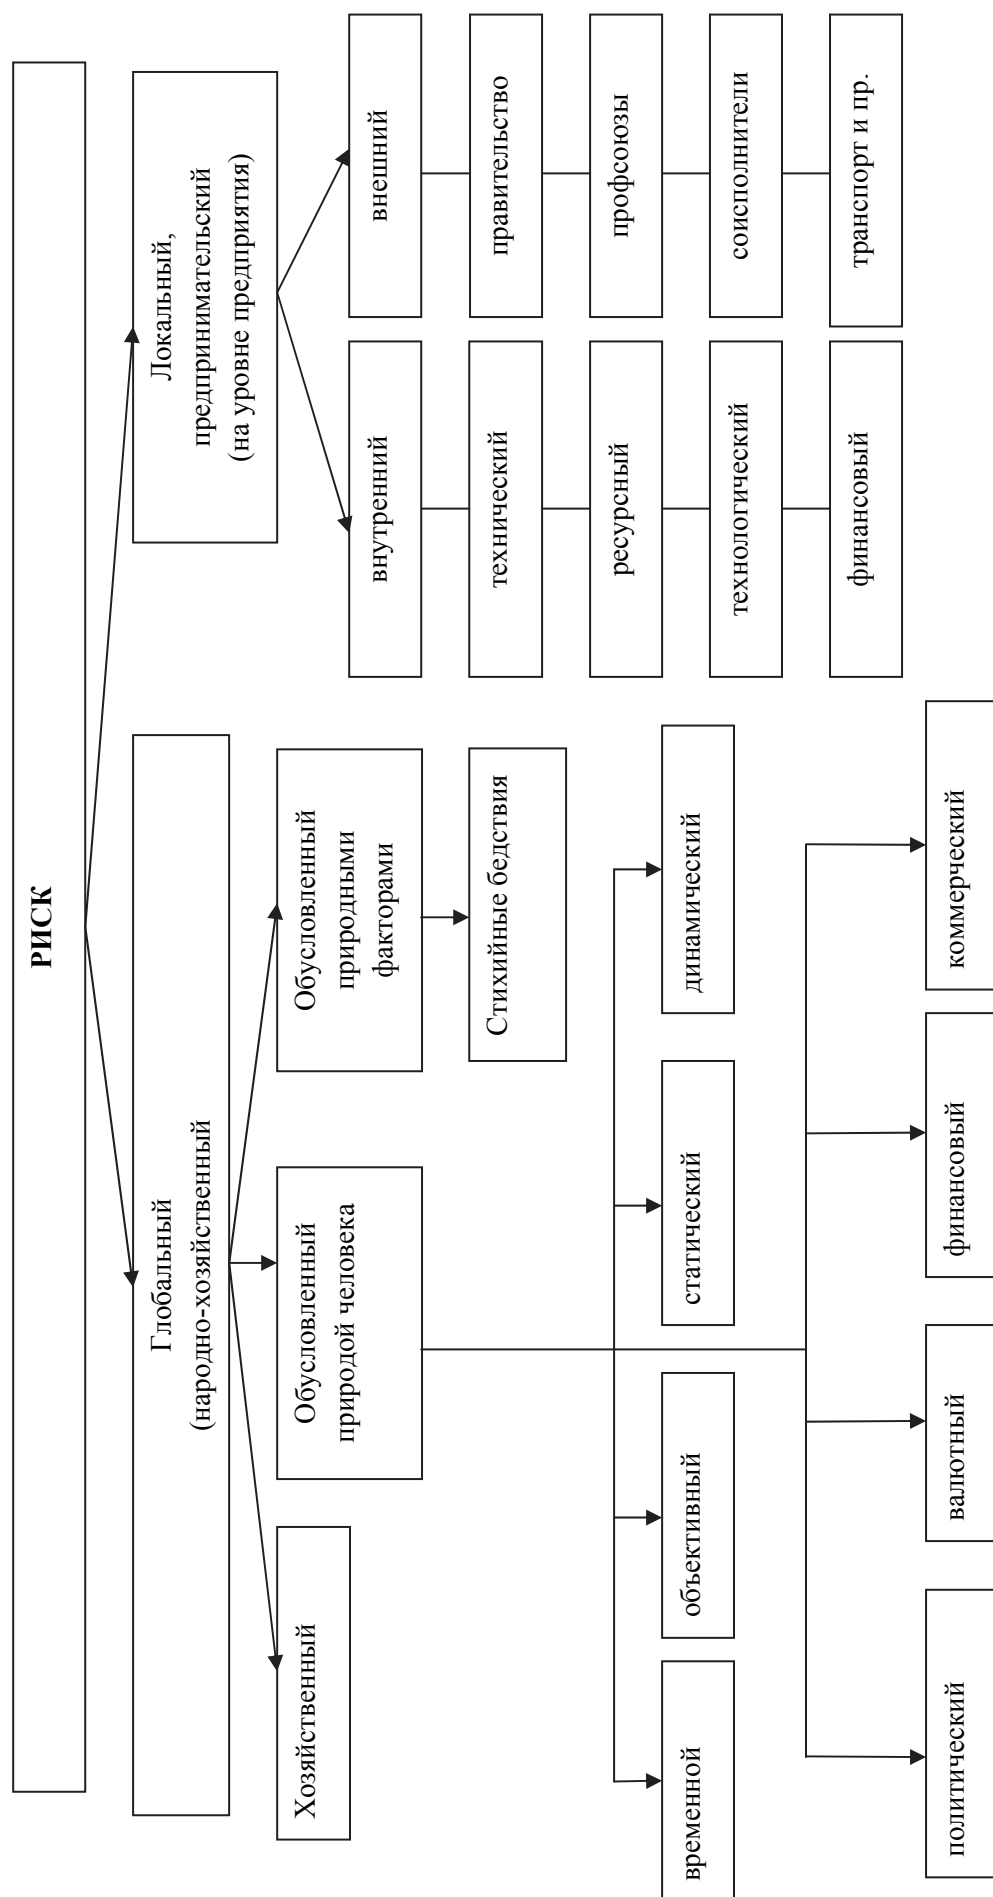 РИСК
Глобальный
(народно-хозяйственный)
Локальный,
предпринимательский
(на уровне предприятия)
Хозяйственный
Обусловленный
природой человека
Обусловленный
природными
факторами
Стихийные бедствия
внутренний
внешний
технический
правительство
ресурсный
профсоюзы
технологический
соисполнители
финансовый
транспорт и пр.
временной
объективный
статический
динамический
политический
валютный
финансовый
коммерческий